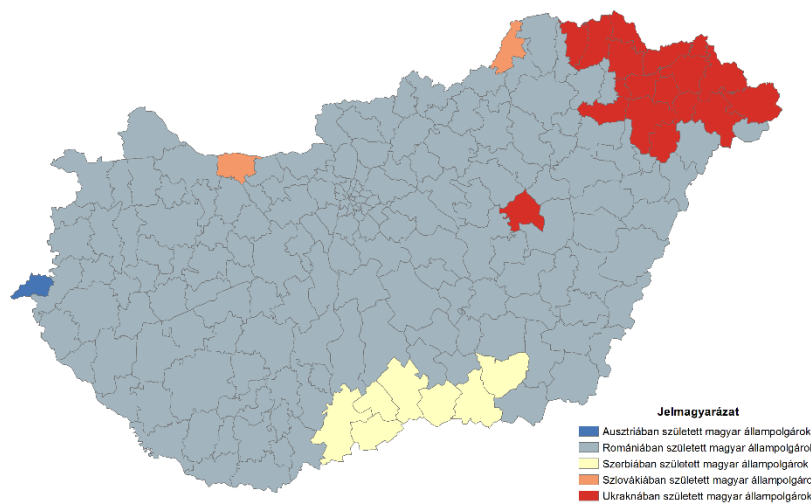 Jelmagyarázat
Ausztriában született magyar állampolgárok
Romániában született magyar állampolgárok
Szerbiában született magyar állampolgárok
Szlovákiában született magyar állampolgárok
Ukraknában született magyar állampolgárok